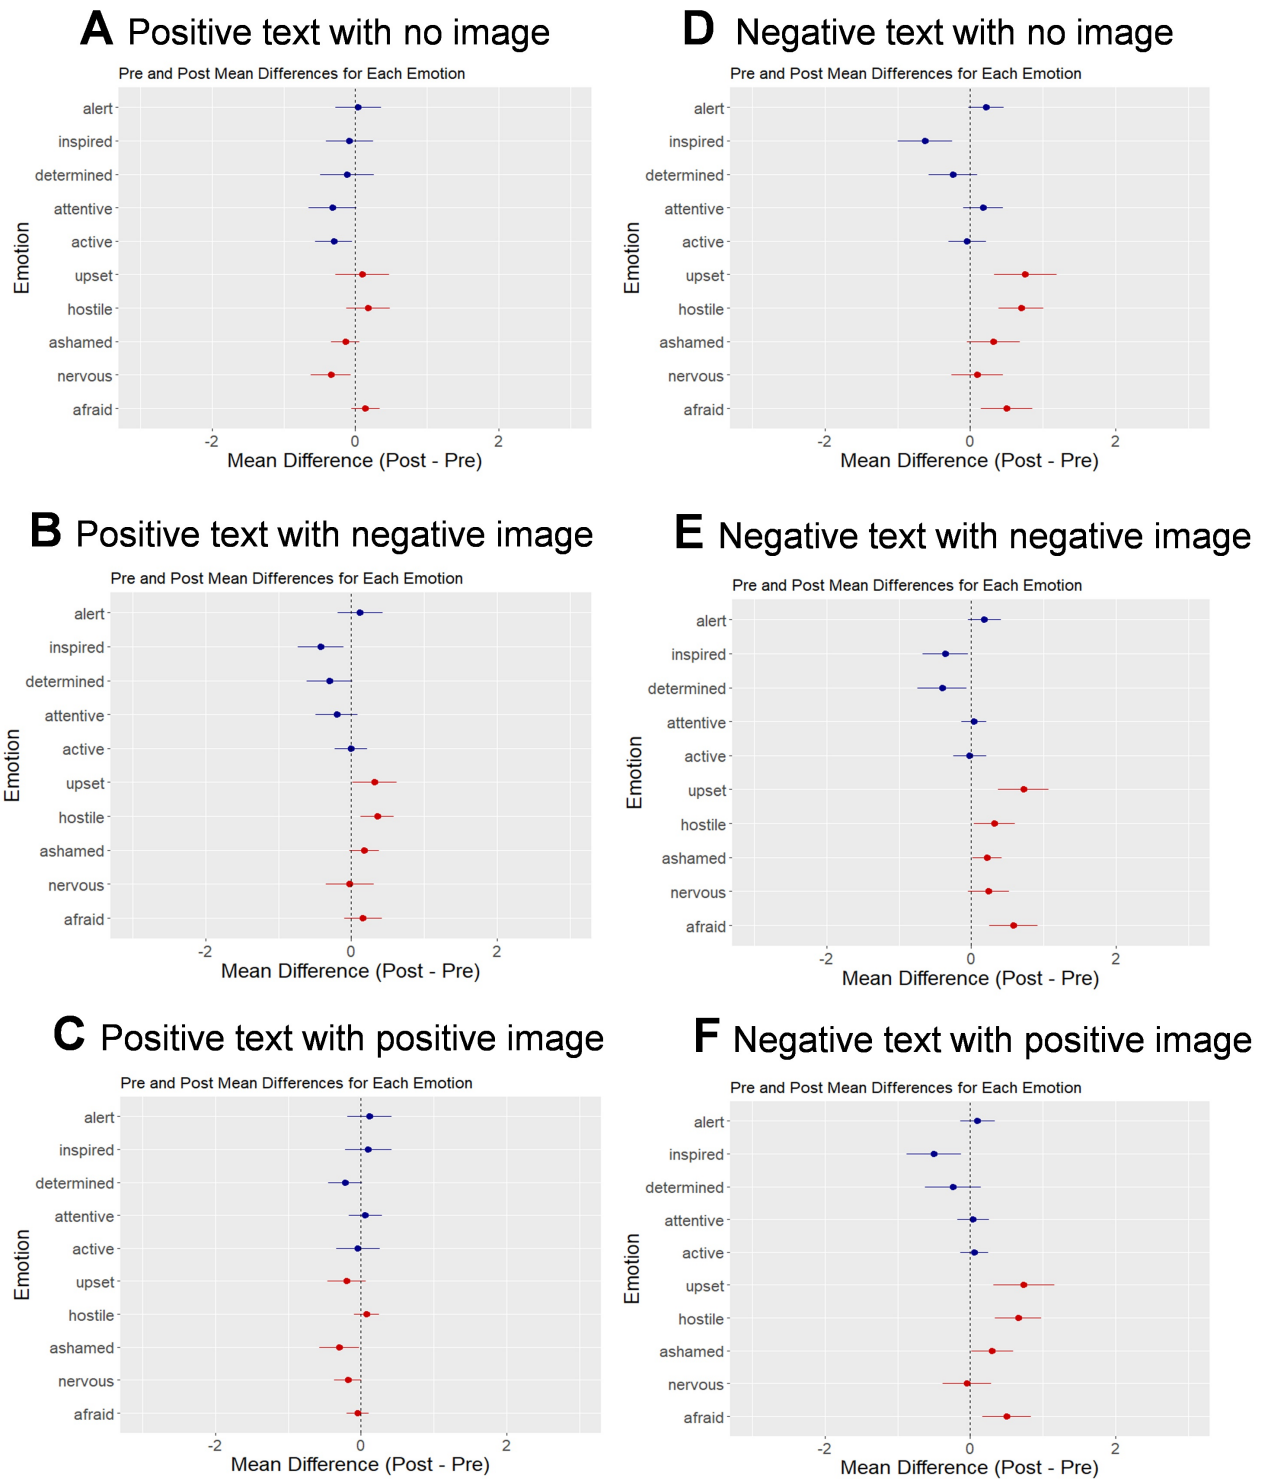 A Positive text with no image
Pre and Post Mean Differences for Each Emotion
alert
inspired
determined
attentive
active
upset
hostile
ashamed
nervous
afraid
Emotion
-2 0 2
Mean Difference (Post - Pre)
B Positive text with negative image
Pre and Post Mean Differences for Each Emotion
alert
inspired
determined
attentive
active
upset
hostile
ashamed
nervous
afraid
Emotion
-2 0 2
Mean Difference (Post - Pre)
C Positive text with positive image
Pre and Post Mean Differences for Each Emotion
alert
inspired
determined
attentive
active
upset
hostile
ashamed
nervous
afraid
Emotion
-2 0 2
Mean Difference (Post - Pre)
D Negative text with no image
Pre and Post Mean Differences for Each Emotion
alert
inspired
determined
attentive
active
upset
hostile
ashamed
nervous
afraid
Emotion
-2 0 2
Mean Difference (Post - Pre)
E Negative text with negative image
Pre and Post Mean Differences for Each Emotion
alert
inspired
determined
attentive
active
upset
hostile
ashamed
nervous
afraid
Emotion
-2 0 2
Mean Difference (Post - Pre)
F Negative text with positive image
Pre and Post Mean Differences for Each Emotion
alert
inspired
determined
attentive
active
upset
hostile
ashamed
nervous
afraid
Emotion
-2 0 2
Mean Difference (Post - Pre)